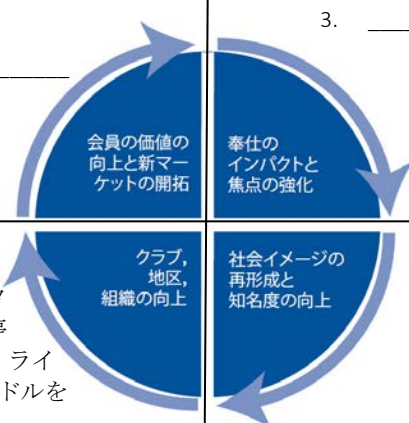 3.
会員の価値の
向上と新マー
ケットの開拓
奉仕の
インパクトと
焦点の強化
クラブ,
地区,
組織の向上
社会イメージの
再形成と
知名度の向上
ライ
ドルを